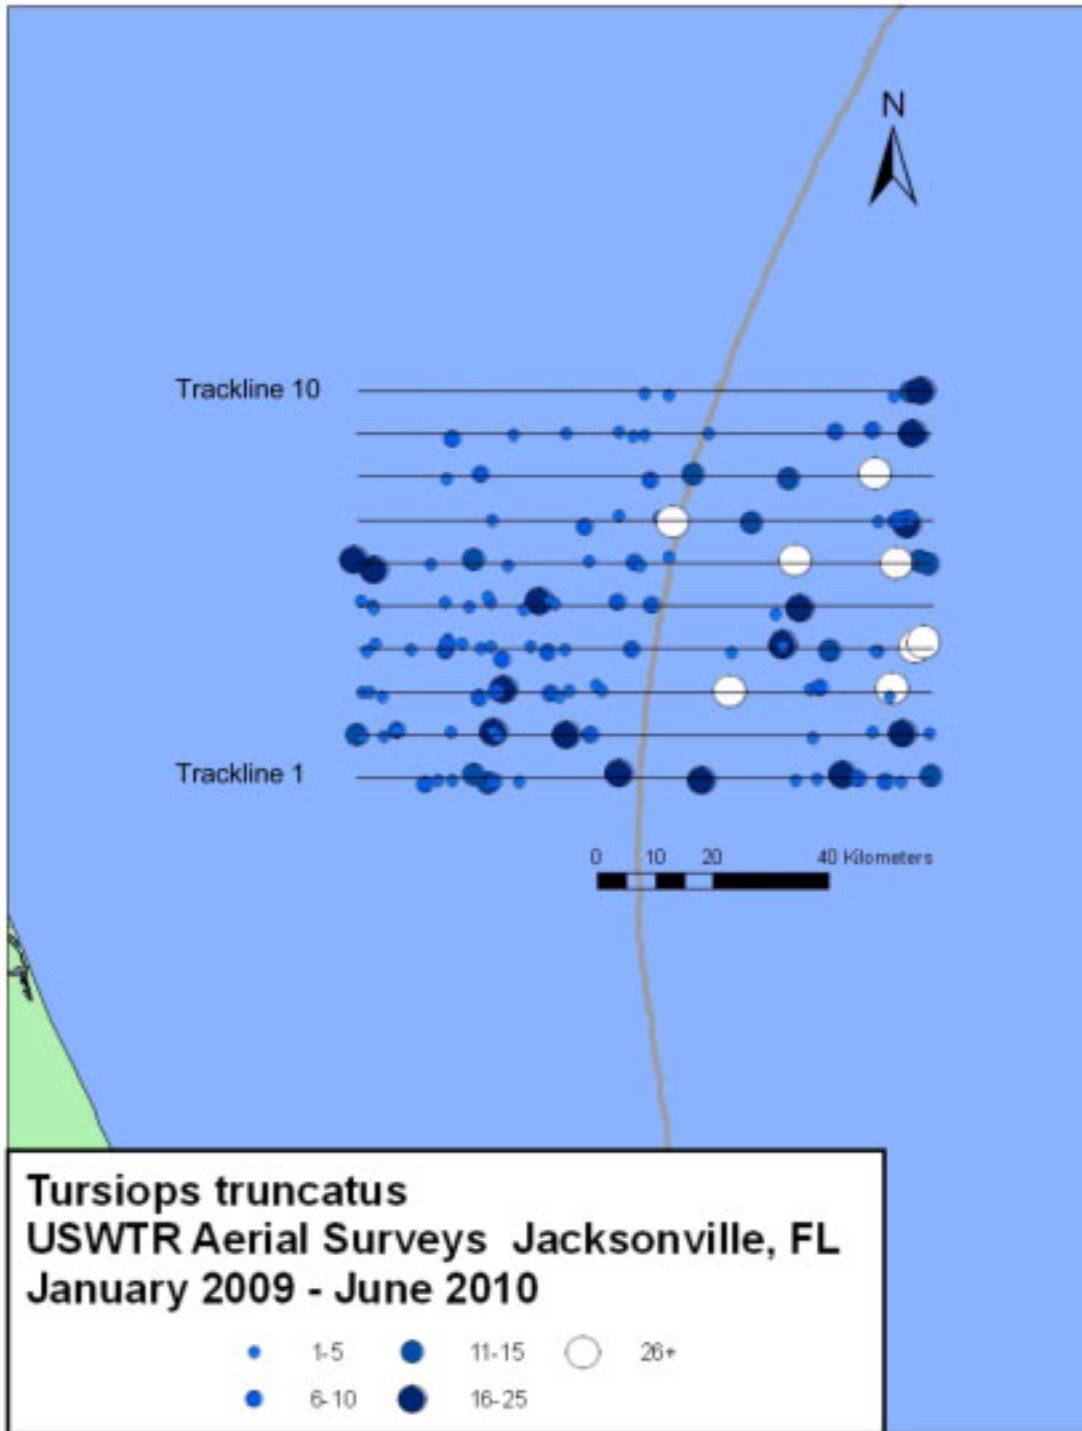 N
Trackline 10
Trackline 1
0 10 20 40 Kilometers
Tursiops truncatus
USWTR Aerial Surveys Jacksonville, FL
January 2009 - June 2010
1-5 11-15 26+
6-10 16-25